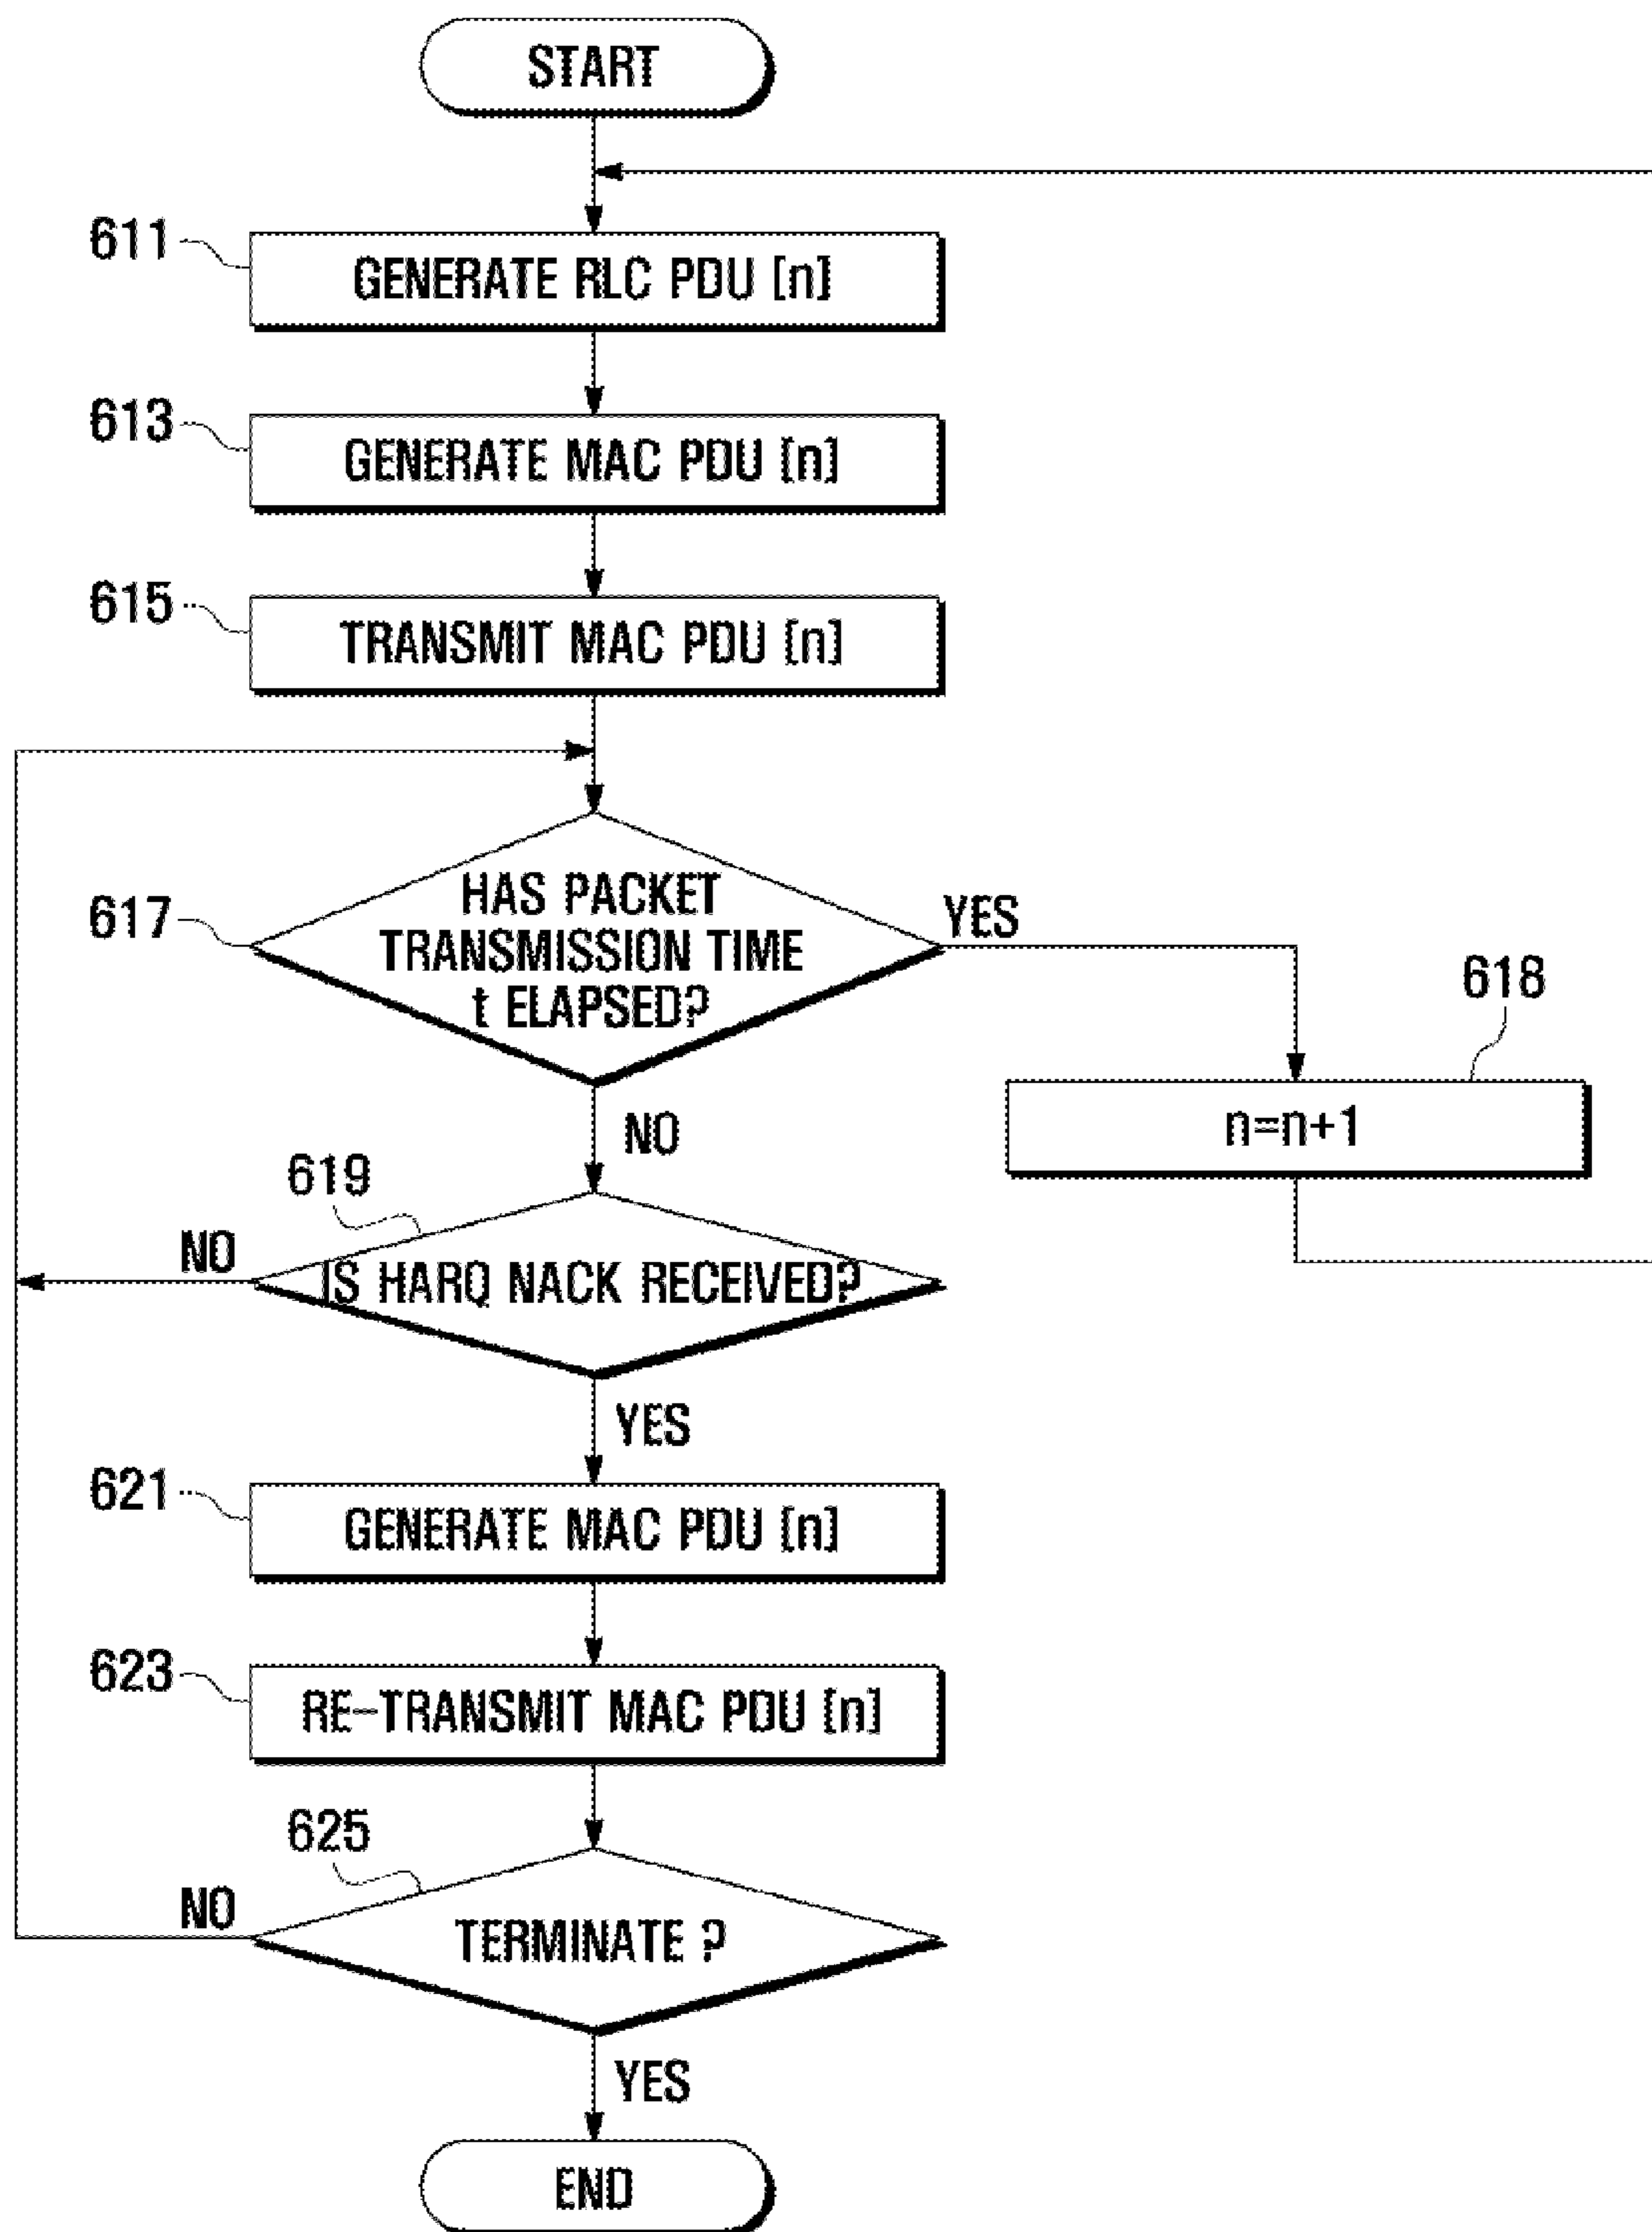 START
611
GENERATE RLC PDU [n]
613
GENERATE MAC PDU [n]
615
TRANSMIT MAC PDU [n]
617
HAS PACKET
TRANSMISSION TIME
t ELAPSED?
YES
618
n=n+1
NO
619
NO
IS HARQ NACK RECEIVED?
YES
621
GENERATE MAC PDU [n]
623
RE-TRANSMIT MAC PDU [n]
625
NO
TERMINATE ?
YES
END